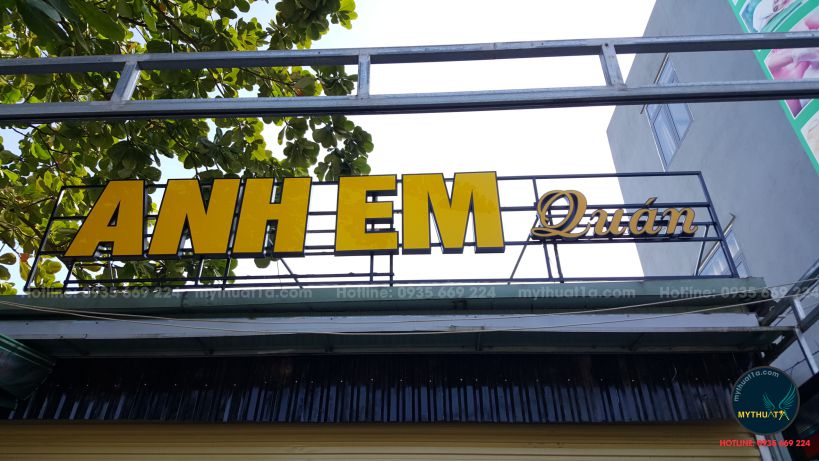 ANH EM Quán
Hotline: 0935 669 224 mythuat1a.com Hotline: 0935 669 224 mythuat1a.com Hotline: 0935 669 224
mythuat1a.com
MYTHUAT1A
HOTLINE: 0935 669 224